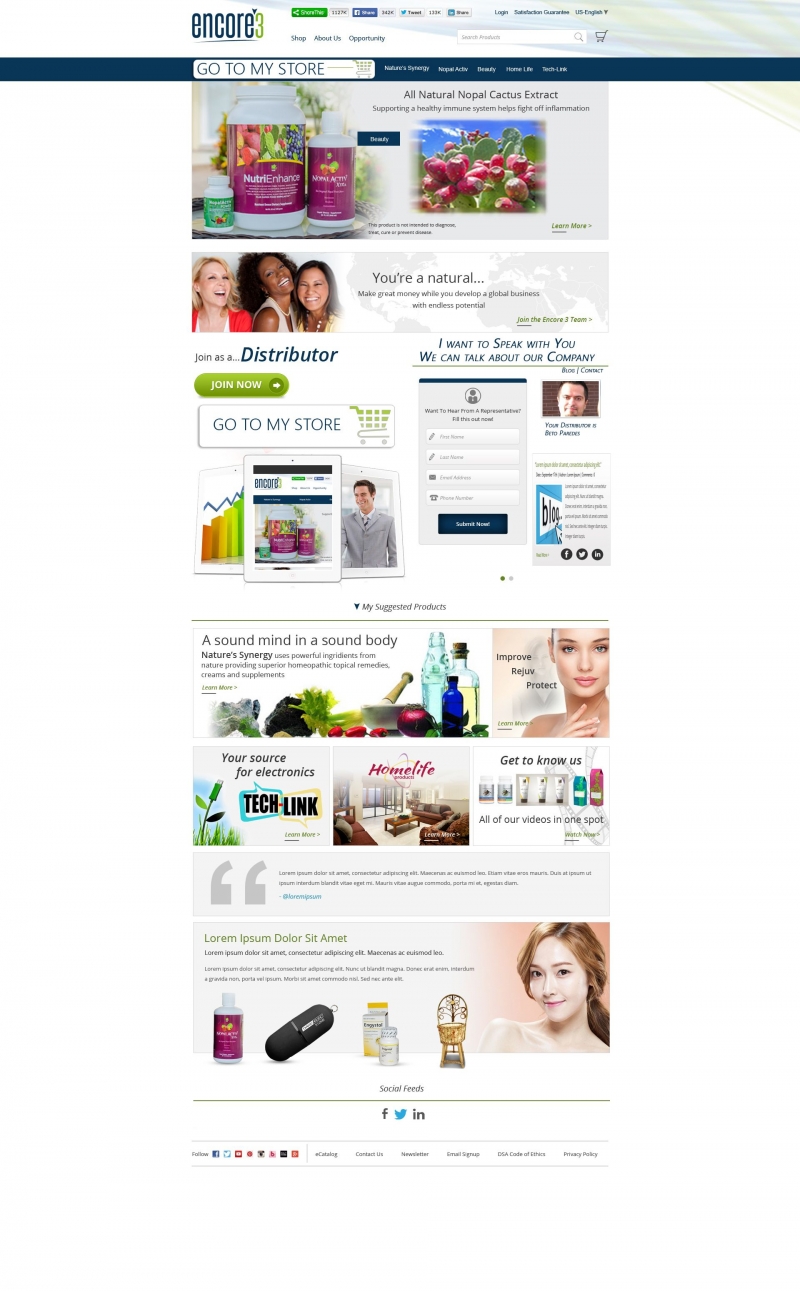 encore3
ShareThis 1127K Share 342K Tweet 133K Share
Login Satisfaction Guarantee US-English
Shop About Us Opportunity
Search Products
GO TO MY STORE
Nature's Synergy Nopal Activ Beauty Home Life Tech-Link
All Natural Nopal Cactus Extract
Supporting a healthy immune system helps fight off inflammation
Beauty
NutriEnhance
NOPAL ACTIV
This product is not intended to diagnose,
treat, cure or prevent disease.
Learn More >
You're a natural...
Make great money while you develop a global business
with endless potential
Join the Encore 3 Team >
Join as a...Distributor
JOIN NOW
GO TO MY STORE
encore3
I want to Speak with You
We can talk about our Company
Blog | Contact
Want To Hear From A Representative?
Fill this out now!
First Name
Last Name
Email Address
Phone Number
Submit Now!
Your Distributor is
Beto Paredes
blog
My Suggested Products
A sound mind in a sound body
Nature's Synergy uses powerful ingridients from
nature providing superior homeopathic topical remedies,
creams and supplements
Learn More >
Improve
Rejuv
Protect
Learn More >
Your source
for electronics
TECH-LINK
Learn More >
Homelife
products
Learn More >
Get to know us
All of our videos in one spot
Watch Now>
Lorem ipsum dolor sit amet, consectetur adipiscing elit. Maecenas ac euismod leo. Etiam vitae eros mauris. Duis at ipsum ut
ipsum interdum blandit vitae eget mi. Mauris vitae augue commodo, porta mi et, egestas diam.
- @loremipsum
Lorem Ipsum Dolor Sit Amet
Lorem ipsum dolor sit amet, consectetur adipiscing elit. Maecenas ac euismod leo.
Lorem ipsum dolor sit amet, consectetur adipiscing elit. Nunc ut blandit magna. Donec erat enim, interdum
a gravida non, porta vel ipsum. Morbi sit amet commodo nisl. Sed nec ante elit.
NOPAL ACTIV
Engystol
Social Feeds
Follow
eCatalog Contact Us Newsletter Email Signup DSA Code of Ethics Privacy Policy